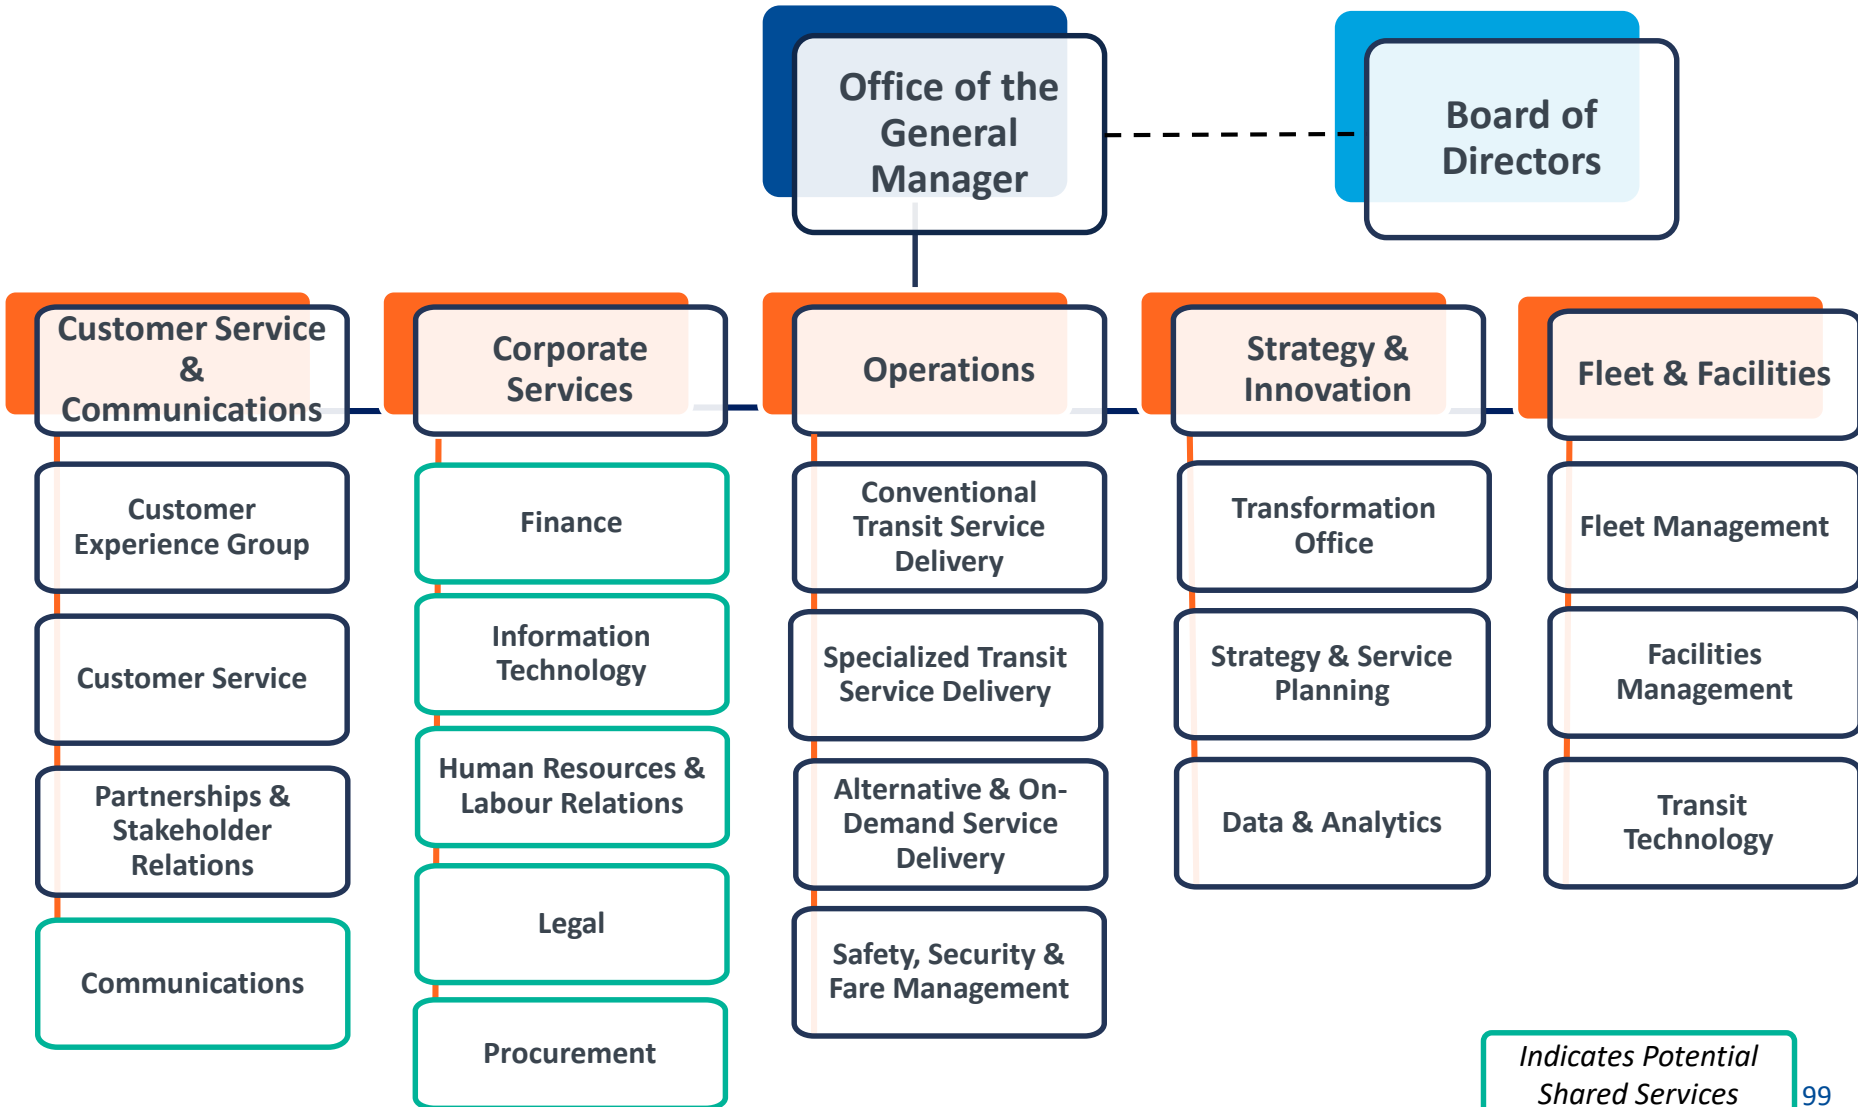 Office of the
General
Manager
Board of
Directors
Customer Service
&
Communications
Corporate
Services
Operations
Strategy &
Innovation
Fleet & Facilities
Customer
Experience Group
Customer Service
Partnerships &
Stakeholder
Relations
Communications
Finance
Information
Technology
Human Resources &
Labour Relations
Legal
Procurement
Conventional
Transit Service
Delivery
Specialized Transit
Service Delivery
Alternative & On-
Demand Service
Delivery
Safety, Security &
Fare Management
Transformation
Office
Strategy & Service
Planning
Data & Analytics
Fleet Management
Facilities
Management
Transit
Technology
Indicates Potential
Shared Services
99